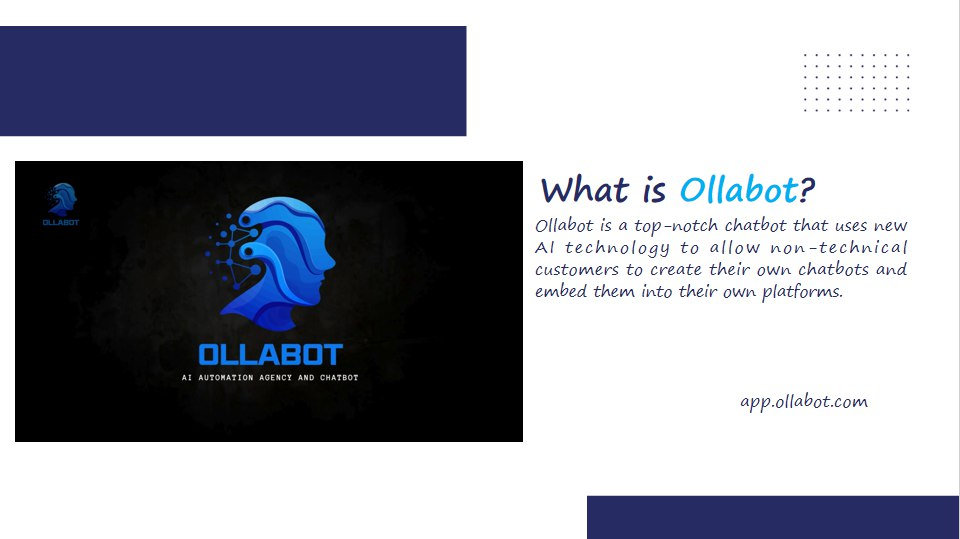 OLLABOT
OLLABOT
AI AUTOMATION AGENCY AND CHATBOT
What is Ollabot?
Ollabot is a top-notch chatbot that uses new
AI technology to allow non-technical
customers to create their own chatbots and
embed them into their own platforms.
app.ollabot.com